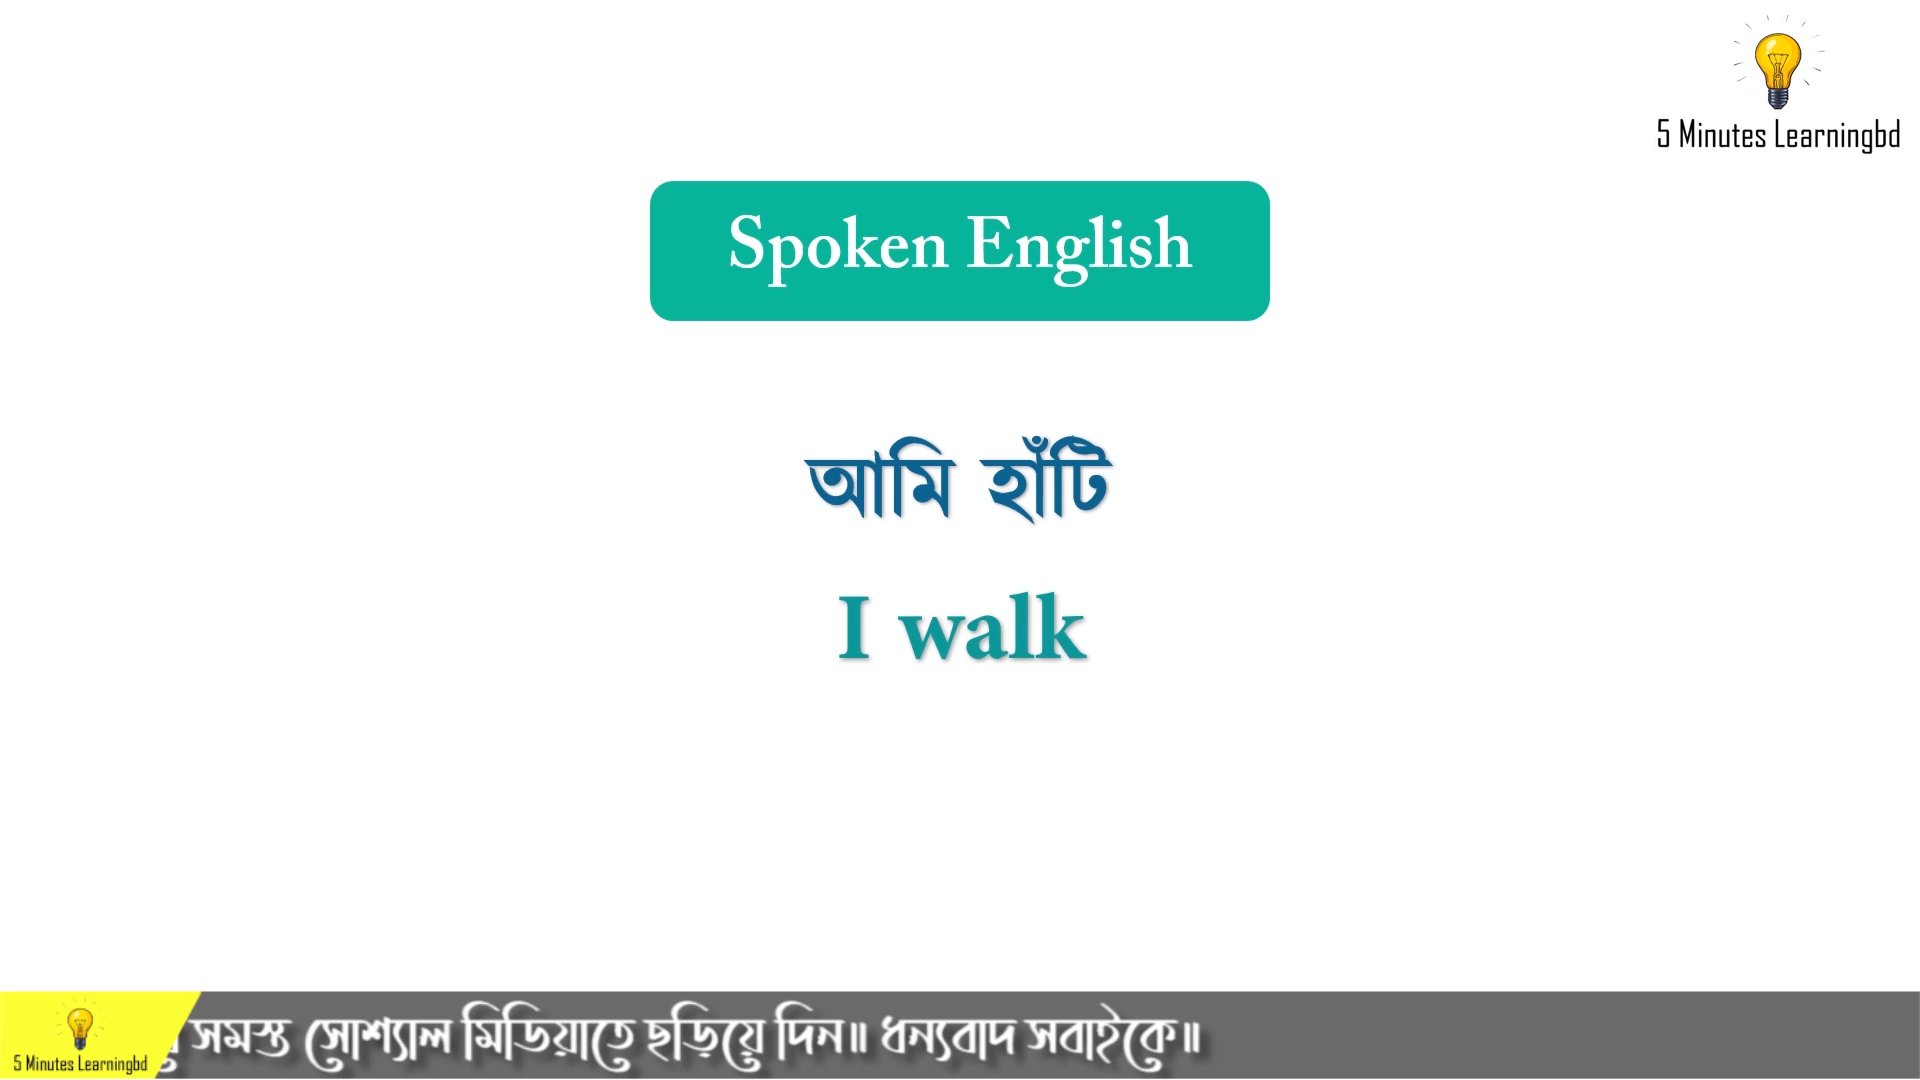 5 Minutes Learningbd
Spoken English
আমি হাঁটি
I walk
সমস্ত সোশ্যাল মিডিয়াতে ছড়িয়ে দিন॥ ধন্যবাদ সবাইকে॥
5 Minutes Learningbd